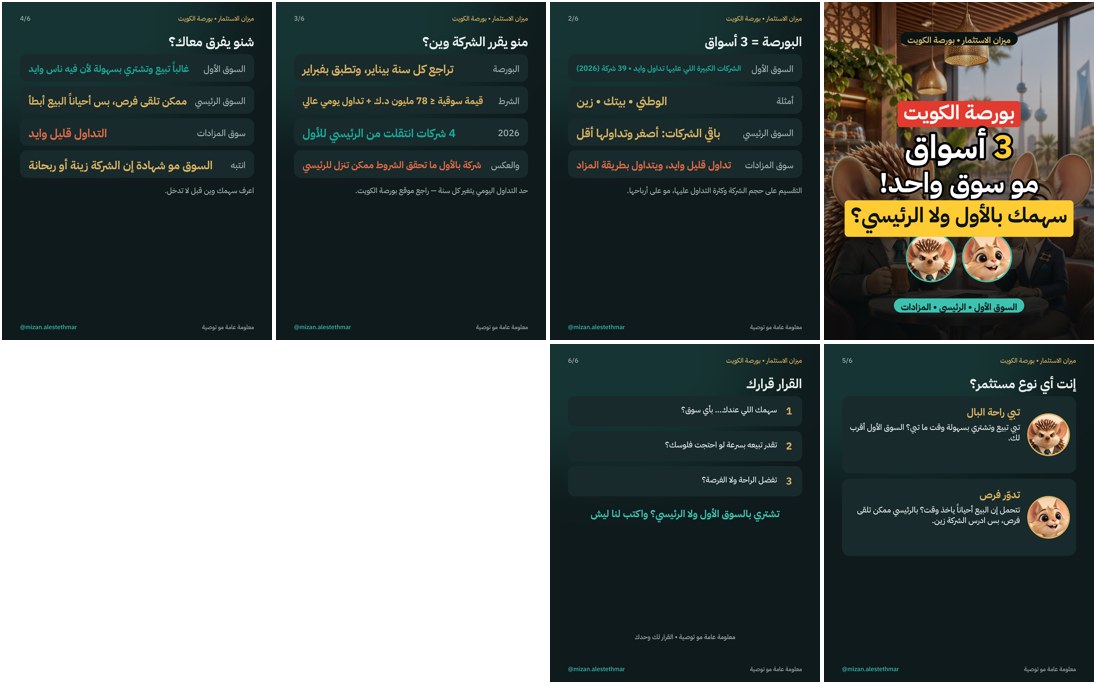 ميزان الاستثمار • بورصة الكويت
بورصة الكويت
3 أسواق
مو سوق واحد!
سهمك بالأول ولا الرئيسي؟
السوق الأول • الرئيسي • المزادات
ميزان الاستثمار • بورصة الكويت
2/6
البورصة = 3 أسواق
السوق الأول
الشركات الكبيرة اللي عليها تداول وايد • 39 شركة (2026)
أمثلة
الوطني • بيتك • زين
السوق الرئيسي
باقي الشركات: أصغر وتداولها أقل
سوق المزادات
تداول قليل وايد، ويتداول بطريقة المزاد
التقسيم على حجم الشركة وكثرة التداول عليها، مو على أرباحها.
معلومة عامة مو توصية
@mizan.alestethmar
ميزان الاستثمار • بورصة الكويت
3/6
منو يقرر الشركة وين؟
البورصة
تراجع كل سنة بيناير، وتطبق بفبراير
الشرط
قيمة سوقية ≥ 78 مليون د.ك + تداول يومي عالي
2026
4 شركات انتقلت من الرئيسي للأول
والعكس
شركة بالأول ما تحقق الشروط ممكن تنزل للرئيسي
حد التداول اليومي يتغير كل سنة — راجع موقع بورصة الكويت.
معلومة عامة مو توصية
@mizan.alestethmar
ميزان الاستثمار • بورصة الكويت
4/6
شنو يفرق معاك؟
السوق الأول
غالباً تبيع وتشتري بسهولة لأن فيه ناس وايد
السوق الرئيسي
ممكن تلقى فرص، بس أحياناً البيع أبطأ
سوق المزادات
التداول قليل وايد
انتبه
السوق مو شهادة إن الشركة زينة أو ربحانة
اعرف سهمك وين قبل لا تدخل.
معلومة عامة مو توصية
@mizan.alestethmar
ميزان الاستثمار • بورصة الكويت
5/6
إنت أي نوع مستثمر؟
تبي راحة البال
تبي تبيع وتشتري بسهولة وقت ما تبي؟ السوق الأول أقرب
لك.
تدوّر فرص
تتحمل إن البيع أحياناً ياخذ وقت؟ بالرئيسي ممكن تلقى
فرص، بس ادرس الشركة زين.
معلومة عامة مو توصية
@mizan.alestethmar
ميزان الاستثمار • بورصة الكويت
6/6
القرار قرارك
1 سهمك اللي عندك... بأي سوق؟
2 تقدر تبيعه بسرعة لو احتجت فلوسك؟
3 تفضل الراحة ولا الفرصة؟
تشتري بالسوق الأول ولا الرئيسي؟ واكتب لنا ليش
معلومة عامة مو توصية • القرار لك وحدك
معلومة عامة مو توصية
@mizan.alestethmar